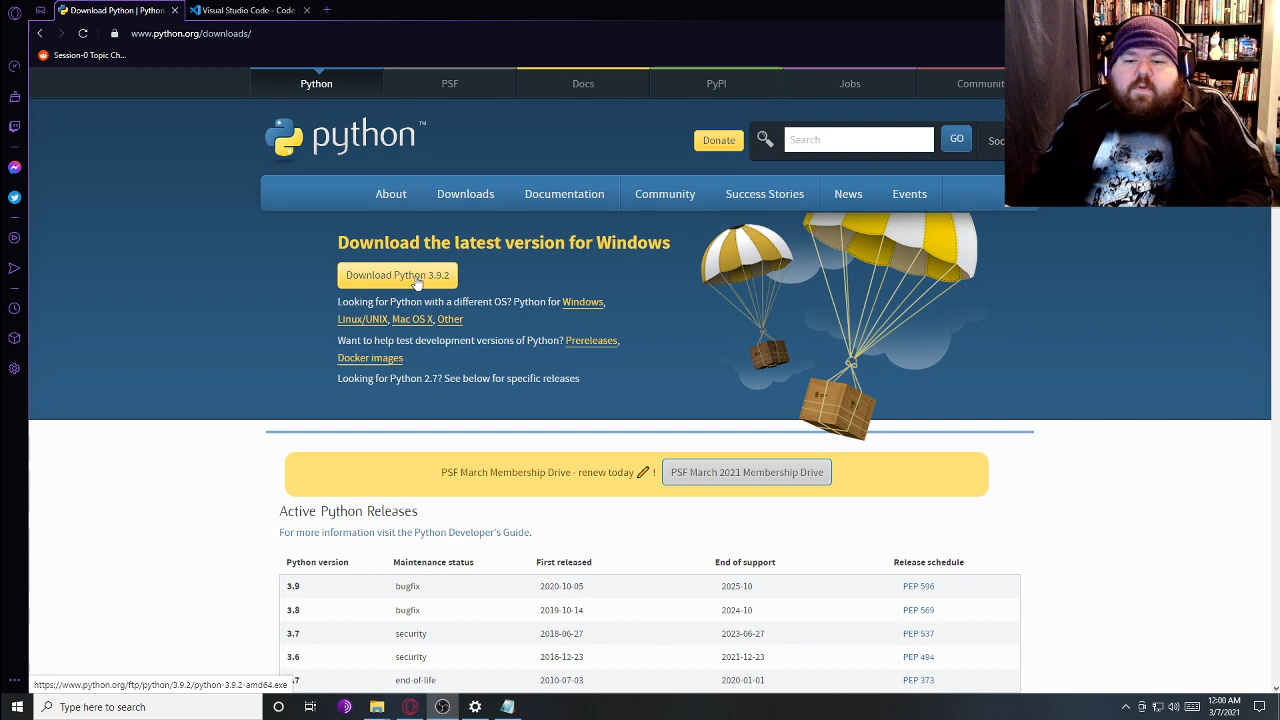 Download Python | Python.
Visual Studio Code - Code
www.python.org/downloads/
Session-0 Topic Ch...
Python
PSF
Docs
PyPI
Jobs
Communit
python™
Donate
Search
GO
Soc
About
Downloads
Documentation
Community
Success Stories
News
Events
Download the latest version for Windows
Download Python 3.9.2
Looking for Python with a different OS? Python for Windows,
Linux/UNIX, Mac OS X, Other
Want to help test development versions of Python? Prereleases,
Docker images
Looking for Python 2.7? See below for specific releases
PSF March Membership Drive - renew today ! PSF March 2021 Membership Drive
Active Python Releases
For more information visit the Python Developer's Guide.
Python version Maintenance status First released End of support Release schedule
3.9 bugfix 2020-10-05 2025-10 PEP 596
3.8 bugfix 2019-10-14 2024-10 PEP 569
3.7 security 2018-06-27 2023-06-27 PEP 537
3.6 security 2016-12-23 2021-12-23 PEP 494
.7 end-of-life 2010-07-03 2020-01-01 PEP 373
https://www.python.org/ftp/python/3.9.2/python-3.9.2-amd64.exe
Type here to search
12:00 AM
3/7/2021